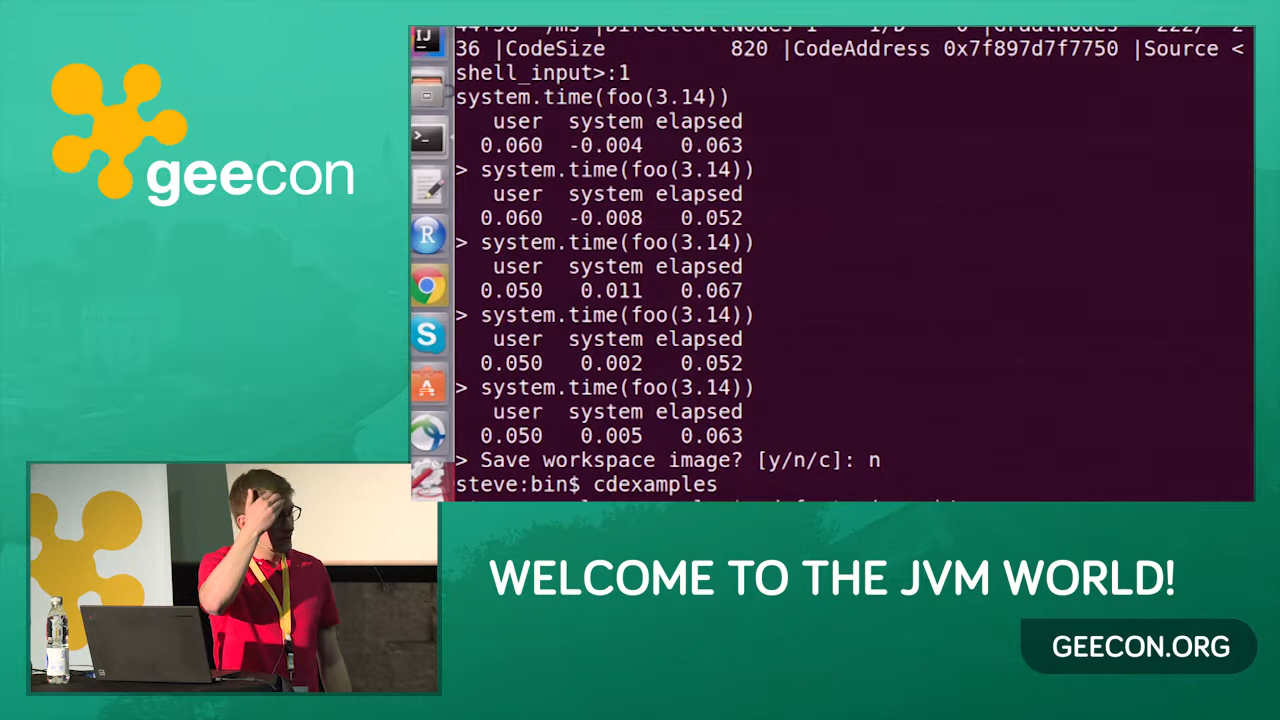 geecon
36 |CodeSize 820 |CodeAddress 0x7f897d7f7750 |Source <
shell_input>:1
system.time(foo(3.14))
user system elapsed
0.060 -0.004 0.063
> system.time(foo(3.14))
user system elapsed
0.060 -0.008 0.052
> system.time(foo(3.14))
user system elapsed
0.050 0.011 0.067
> system.time(foo(3.14))
user system elapsed
0.050 0.002 0.052
> system.time(foo(3.14))
user system elapsed
0.050 0.005 0.063
> Save workspace image? [y/n/c]: n
steve:bin$ cdexamples
WELCOME TO THE JVM WORLD!
GEECON.ORG